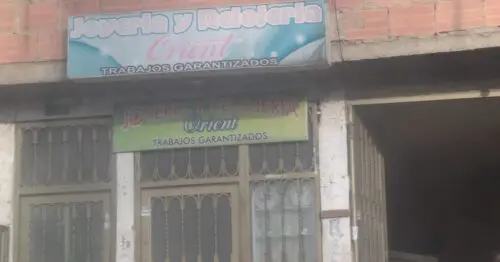 Joyeria y Relojeria
Orient
TRABAJOS GARANTIZADOS
Orient
TRABAJOS GARANTIZADOS